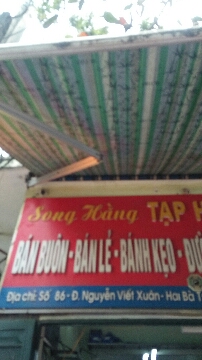 Song Hằng TẠP H
BÁN BUÔN - BÁN LẺ - BÁNH KẸO - ĐƯ
Địa chỉ: Số 86 - Đ. Nguyễn Viết Xuân - Hai Bà T